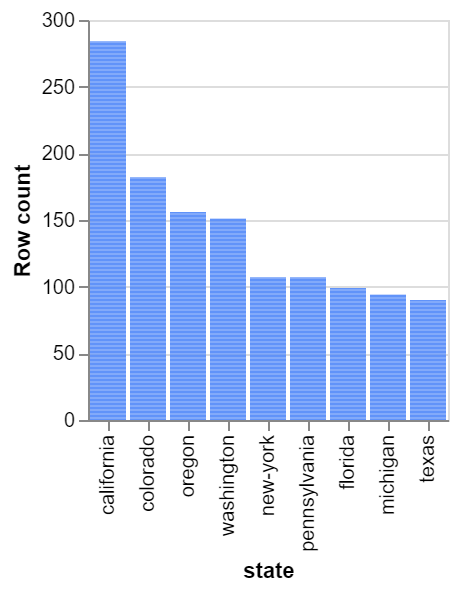 300
250
200
150
100
50
0
Row count
california
colorado
oregon
washington
new-york
pennsylvania
florida
michigan
texas
state